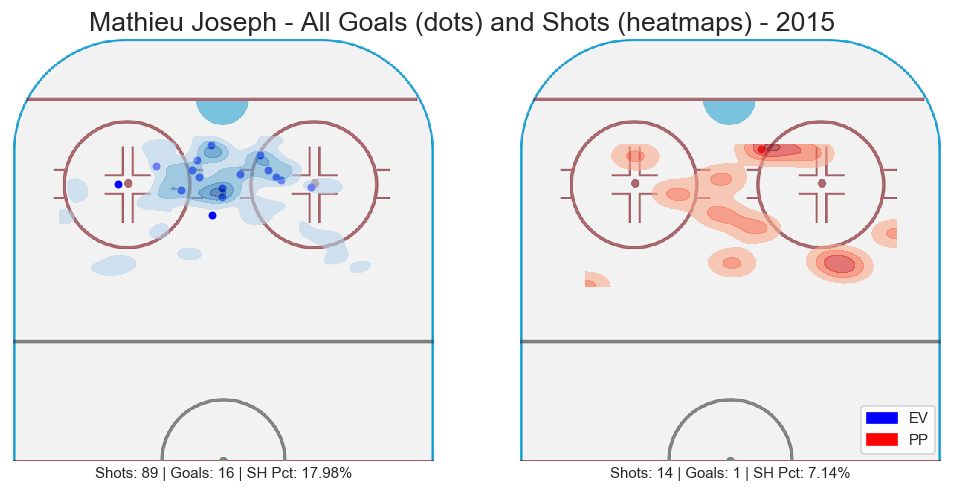 Mathieu Joseph - All Goals (dots) and Shots (heatmaps) - 2015
EV
PP
Shots: 89 | Goals: 16 | SH Pct: 17.98%
Shots: 14 | Goals: 1 | SH Pct: 7.14%